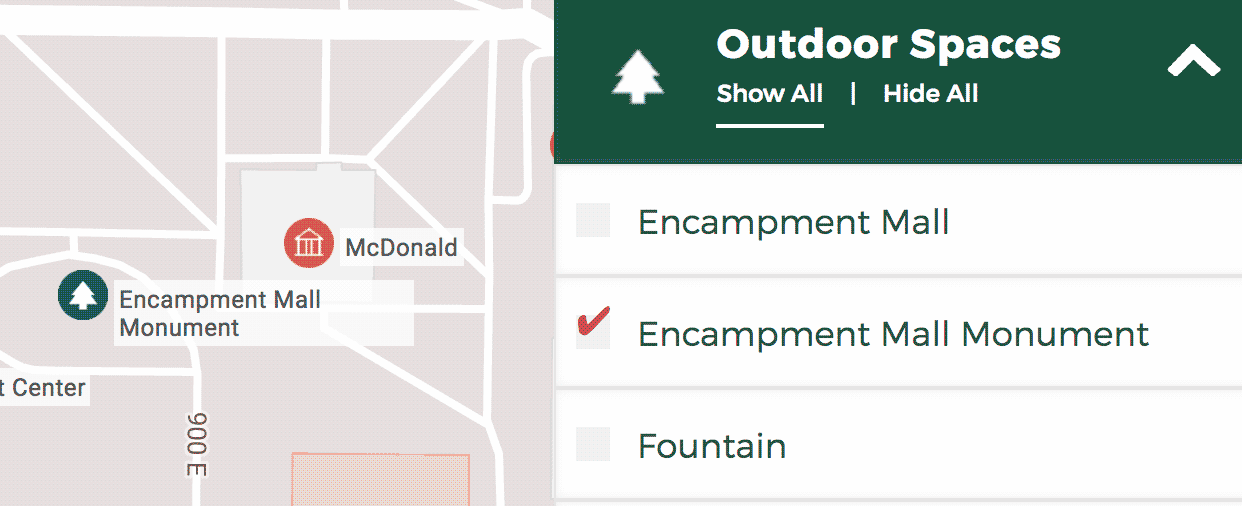 McDonald
Encampment Mall
Monument
t Center
900 E
Outdoor Spaces
Show All | Hide All
Encampment Mall
Encampment Mall Monument
Fountain